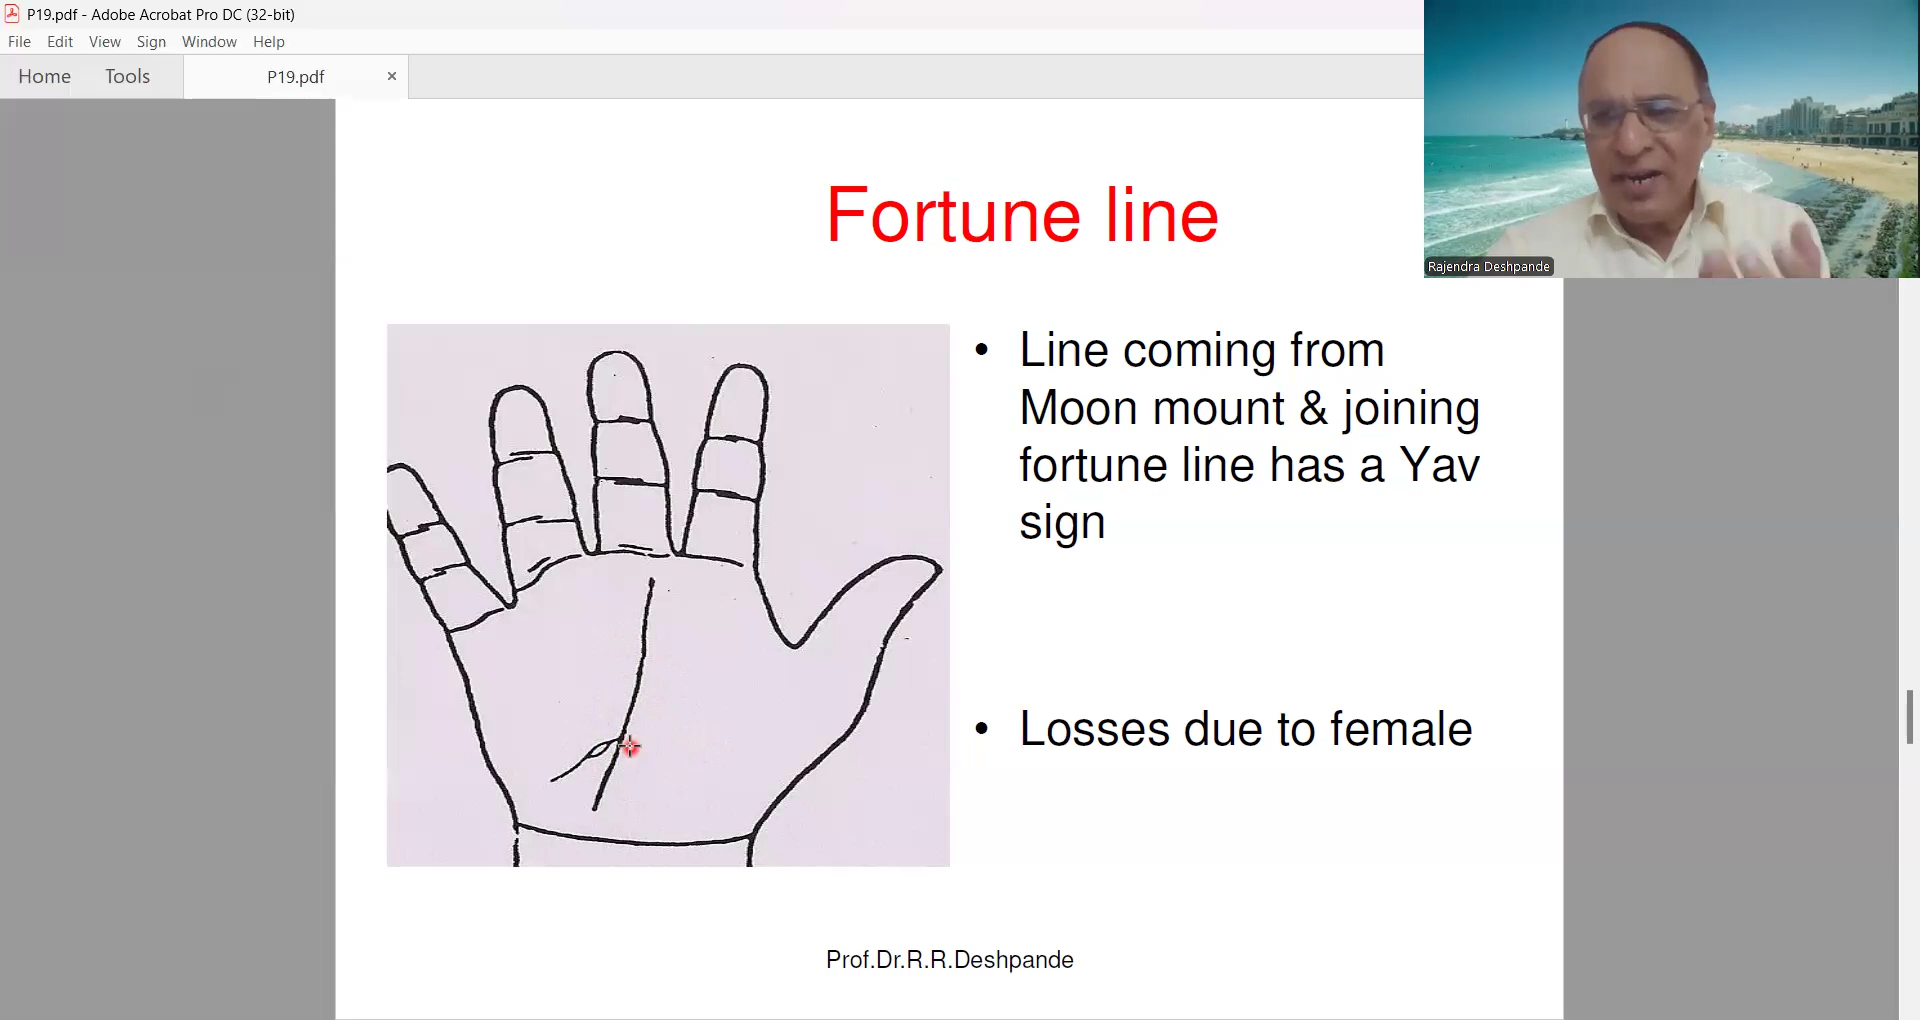 P19.pdf - Adobe Acrobat Pro DC (32-bit)
File Edit View Sign Window Help
Home Tools P19.pdf ×
Rajendra Deshpande
Fortune line
• Line coming from
Moon mount & joining
fortune line has a Yav
sign
• Losses due to female
Prof.Dr.R.R.Deshpande